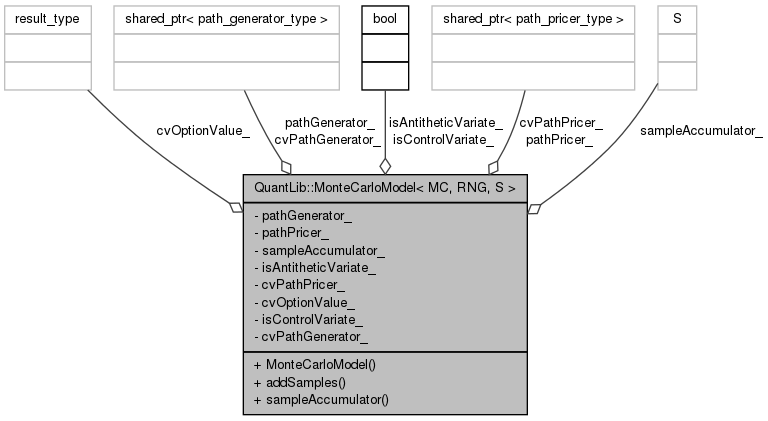 result_type
shared_ptr< path_generator_type >
bool
shared_ptr< path_pricer_type >
S
cvOptionValue_
pathGenerator_
cvPathGenerator_
isAntitheticVariate_
isControlVariate_
cvPathPricer_
pathPricer_
sampleAccumulator_
QuantLib::MonteCarloModel< MC, RNG, S >
- pathGenerator_
- pathPricer_
- sampleAccumulator_
- isAntitheticVariate_
- cvPathPricer_
- cvOptionValue_
- isControlVariate_
- cvPathGenerator_
+ MonteCarloModel()
+ addSamples()
+ sampleAccumulator()